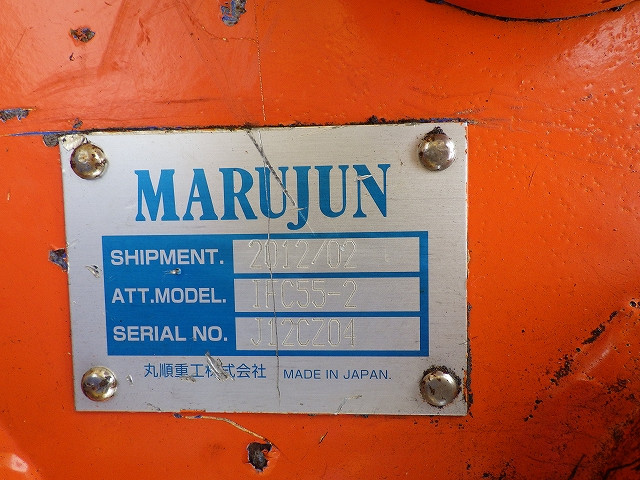 MARUJUN
SHIPMENT. 2012/02
ATT.MODEL. IFC55-2
SERIAL NO. J12CZ04
丸順重工株式会社 MADE IN JAPAN.